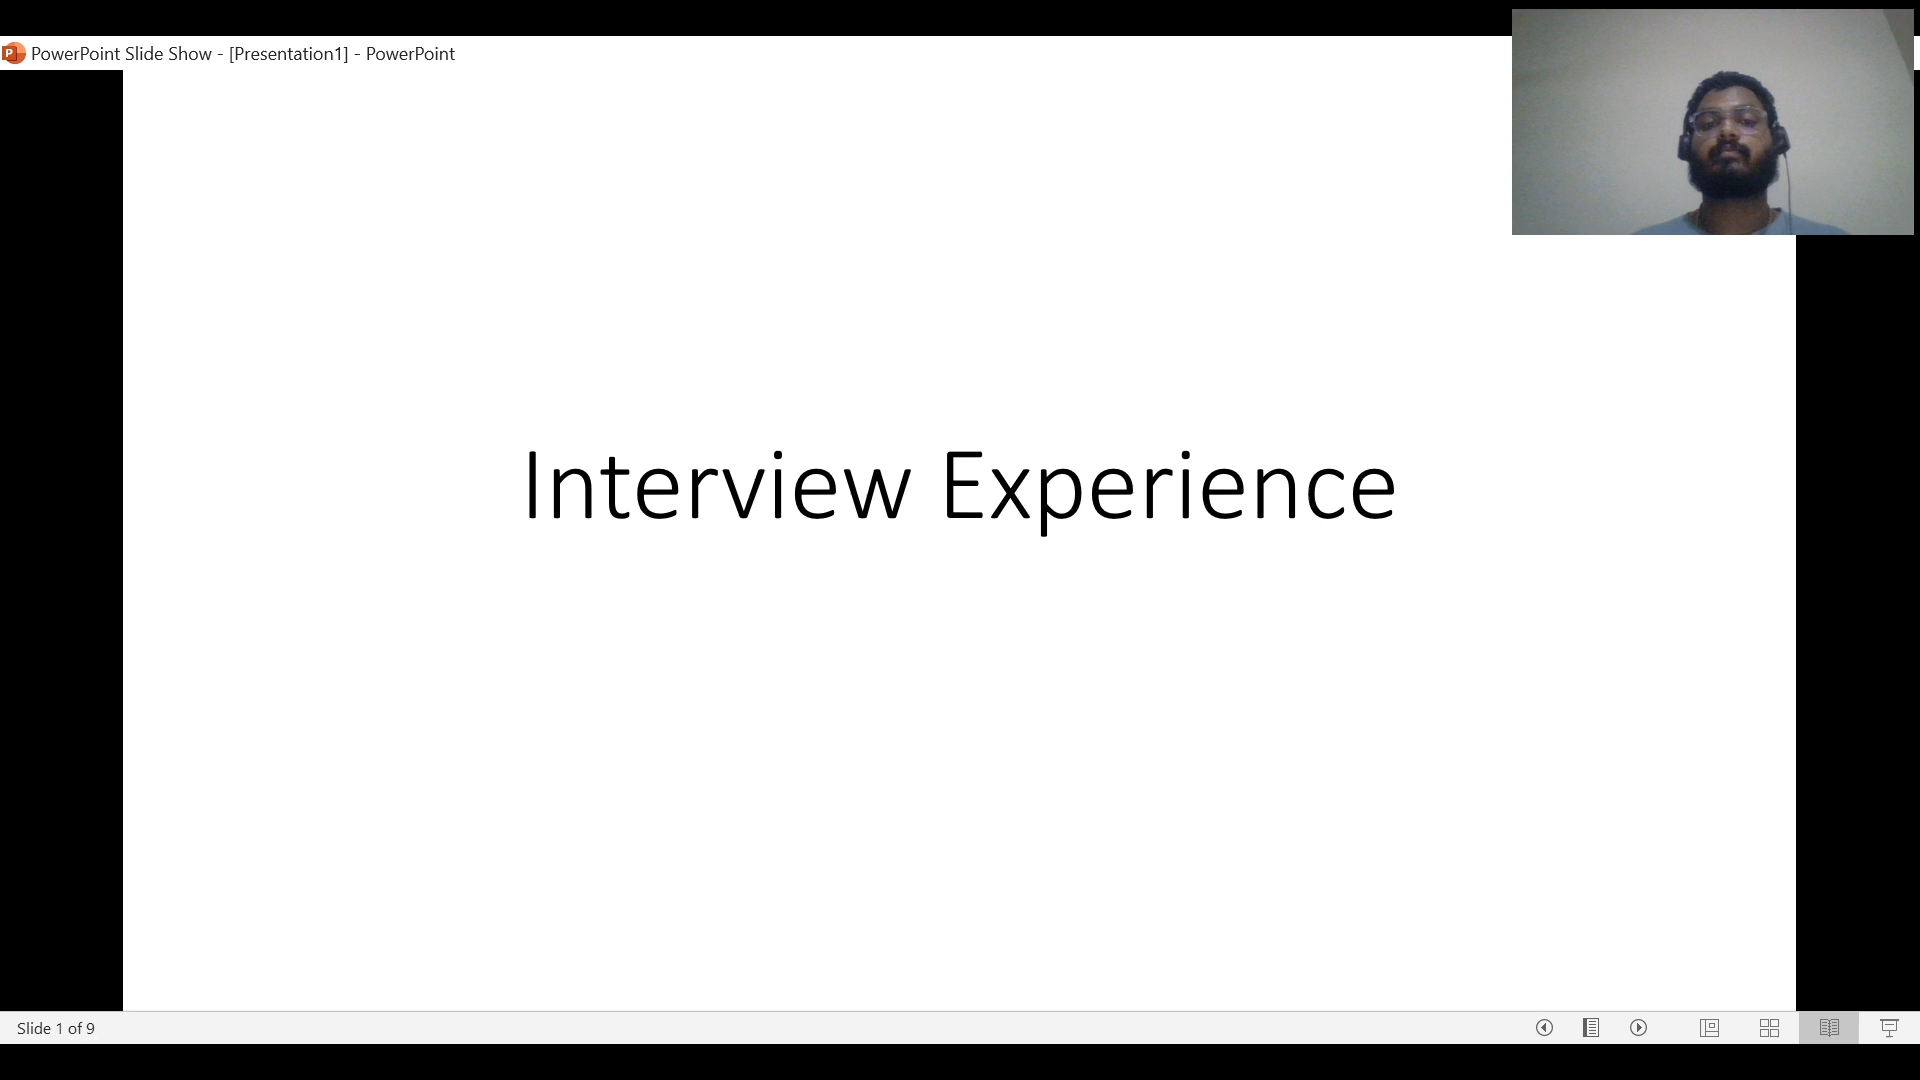 PowerPoint Slide Show - [Presentation1] - PowerPoint
Interview Experience
Slide 1 of 9